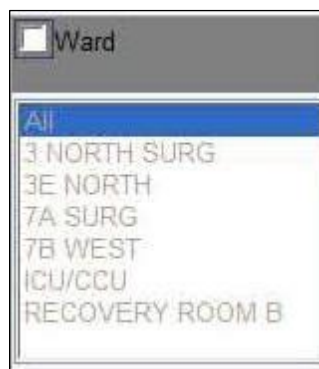 Ward
All
3 NORTH SURG
3E NORTH
7A SURG
7B WEST
ICU/CCU
RECOVERY ROOM B